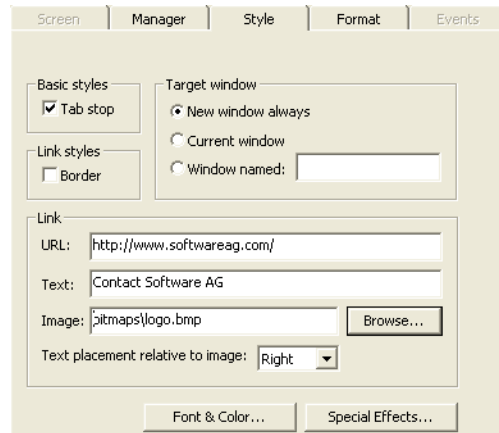 Screen Manager Style Format Events
Basic styles
Tab stop
Target window
New window always
Current window
Window named:
Link styles
Border
Link
URL: http://www.softwareag.com/
Text: Contact Software AG
Image: bitmaps\logo.bmp Browse...
Text placement relative to image: Right
Font & Color... Special Effects...